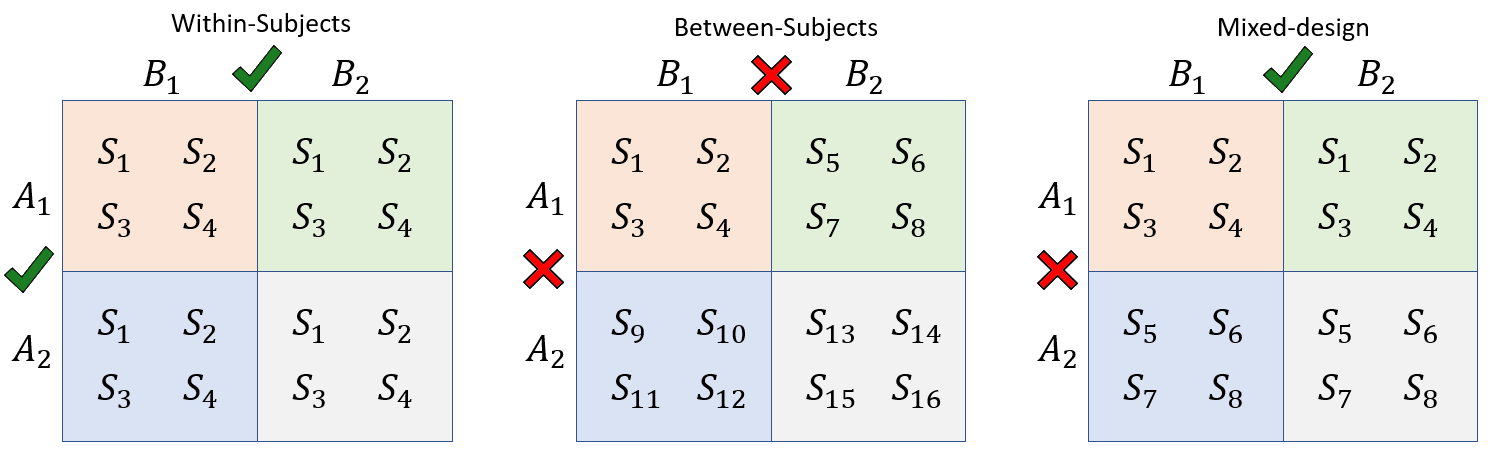 Within-Subjects Between-Subjects Mixed-design
B₁ B₂ B₁ B₂ B₁ B₂
S₁ S₂ S₁ S₂ S₁ S₂ S₅ S₆ S₁ S₂ S₁ S₂
A₁ A₁ A₁
S₃ S₄ S₃ S₄ S₃ S₄ S₇ S₈ S₃ S₄ S₃ S₄
S₁ S₂ S₁ S₂ S₉ S₁₀ S₁₃ S₁₄ S₅ S₆ S₅ S₆
A₂ A₂ A₂
S₃ S₄ S₃ S₄ S₁₁ S₁₂ S₁₅ S₁₆ S₇ S₈ S₇ S₈